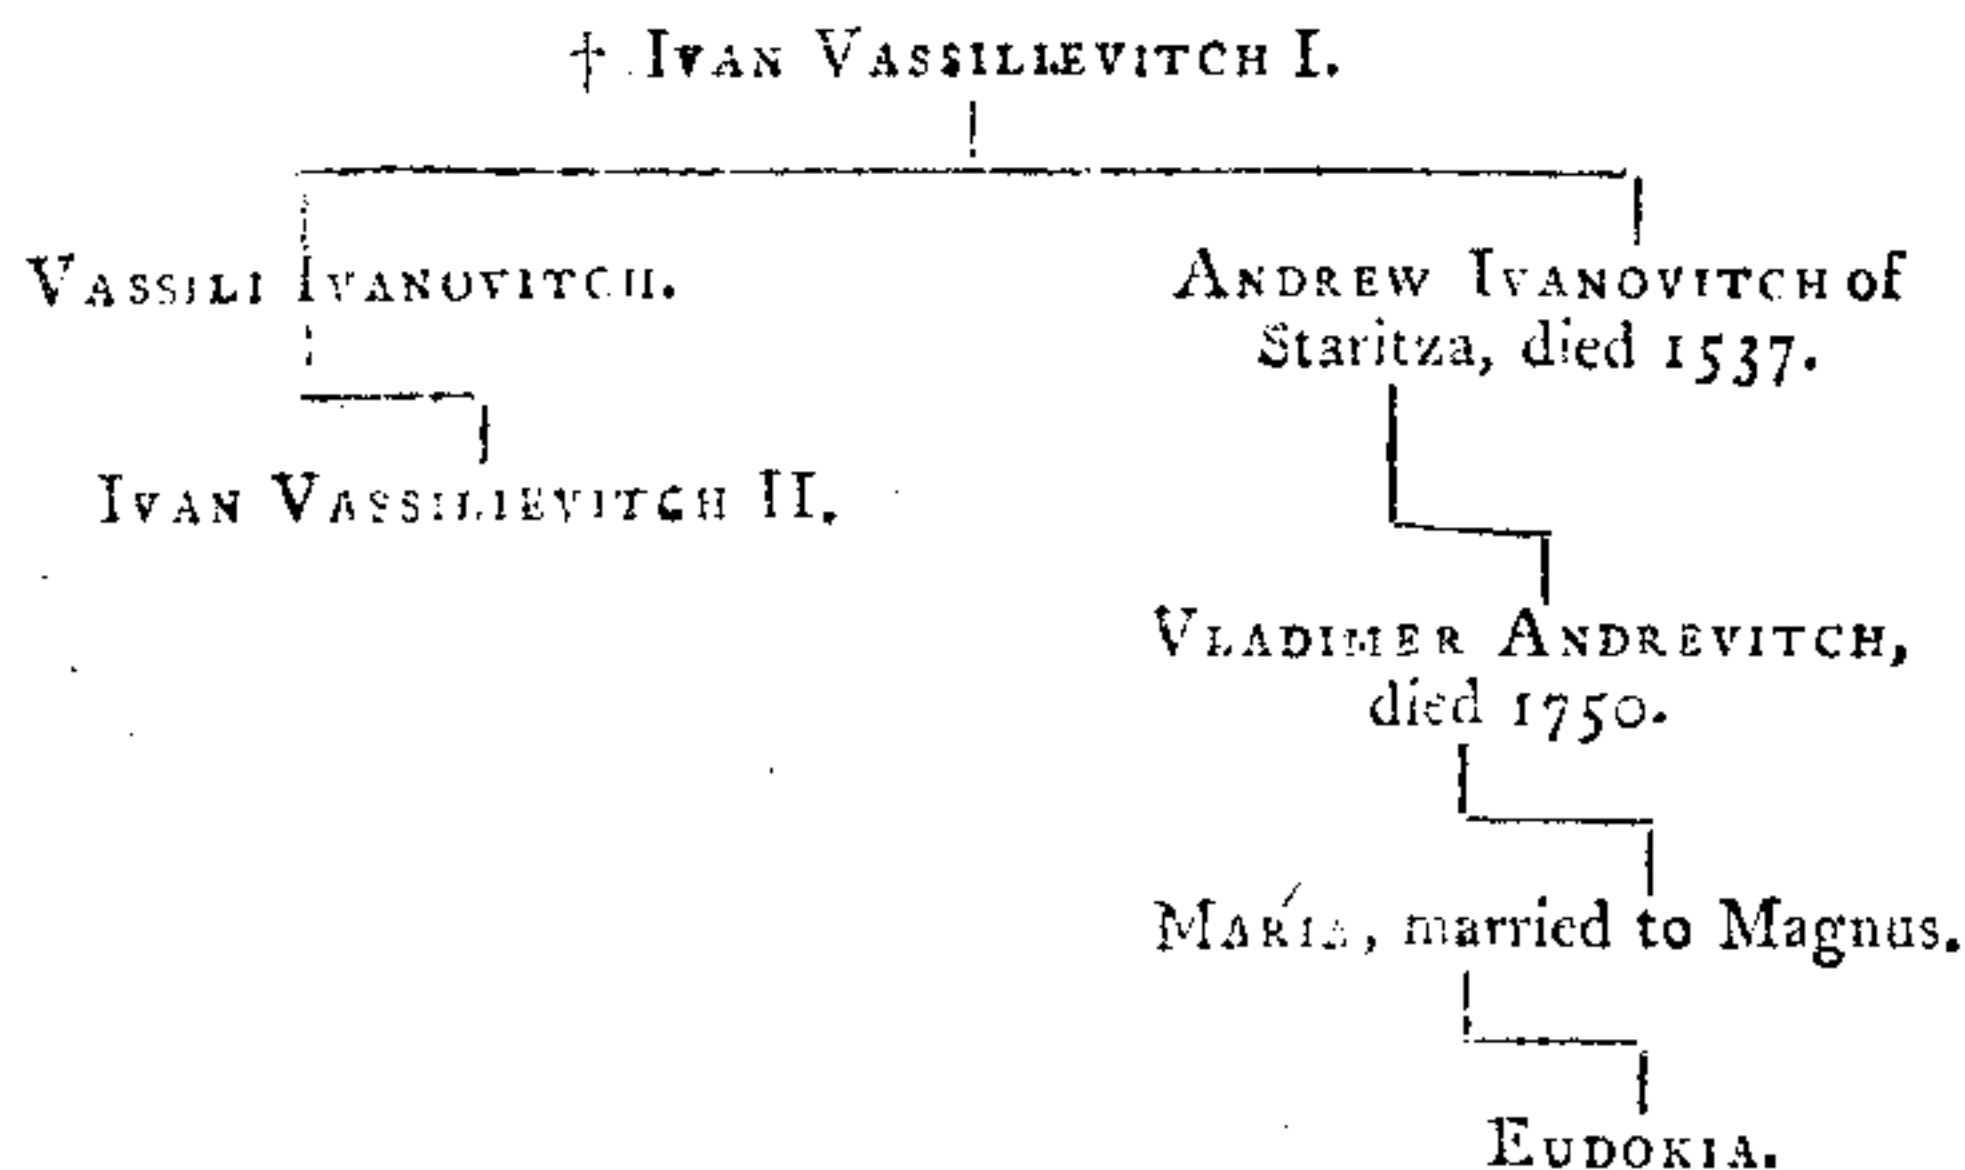 † IVAN VASSILIEVITCH I.
VASSILI IVANOVITCH.
ANDREW IVANOVITCH of
Staritza, died 1537.
IVAN VASSILIEVITCH II.
VLADIMER ANDREVITCH,
died 1750.
MARIA, married to Magnus.
EUDOKIA.